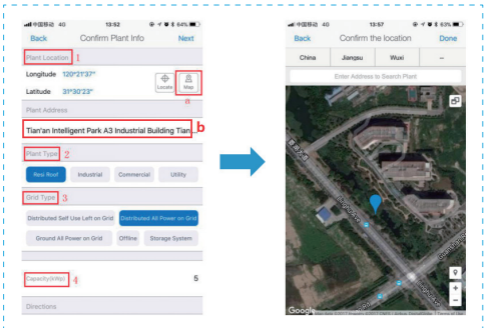 中国移动 4G 13:52 64%
Back Confirm Plant Info Next
Plant Location 1
Longitude 120°21'37"
Latitude 31°30'23"
Locate
Map
a
Plant Address
Tian'an Intelligent Park A3 Industrial Building Tian... b
Plant Type 2
Resi Roof Industrial Commercial Utility
Grid Type 3
Distributed Self Use Left on Grid Distributed All Power on Grid
Ground All Power on Grid Offline Storage System
Capacity(kWp) 4 5
Directions
中国移动 4G 13:57 63%
Back Confirm the location Done
China Jiangsu Wuxi --
Enter Address to Search Plant
+
−
Google